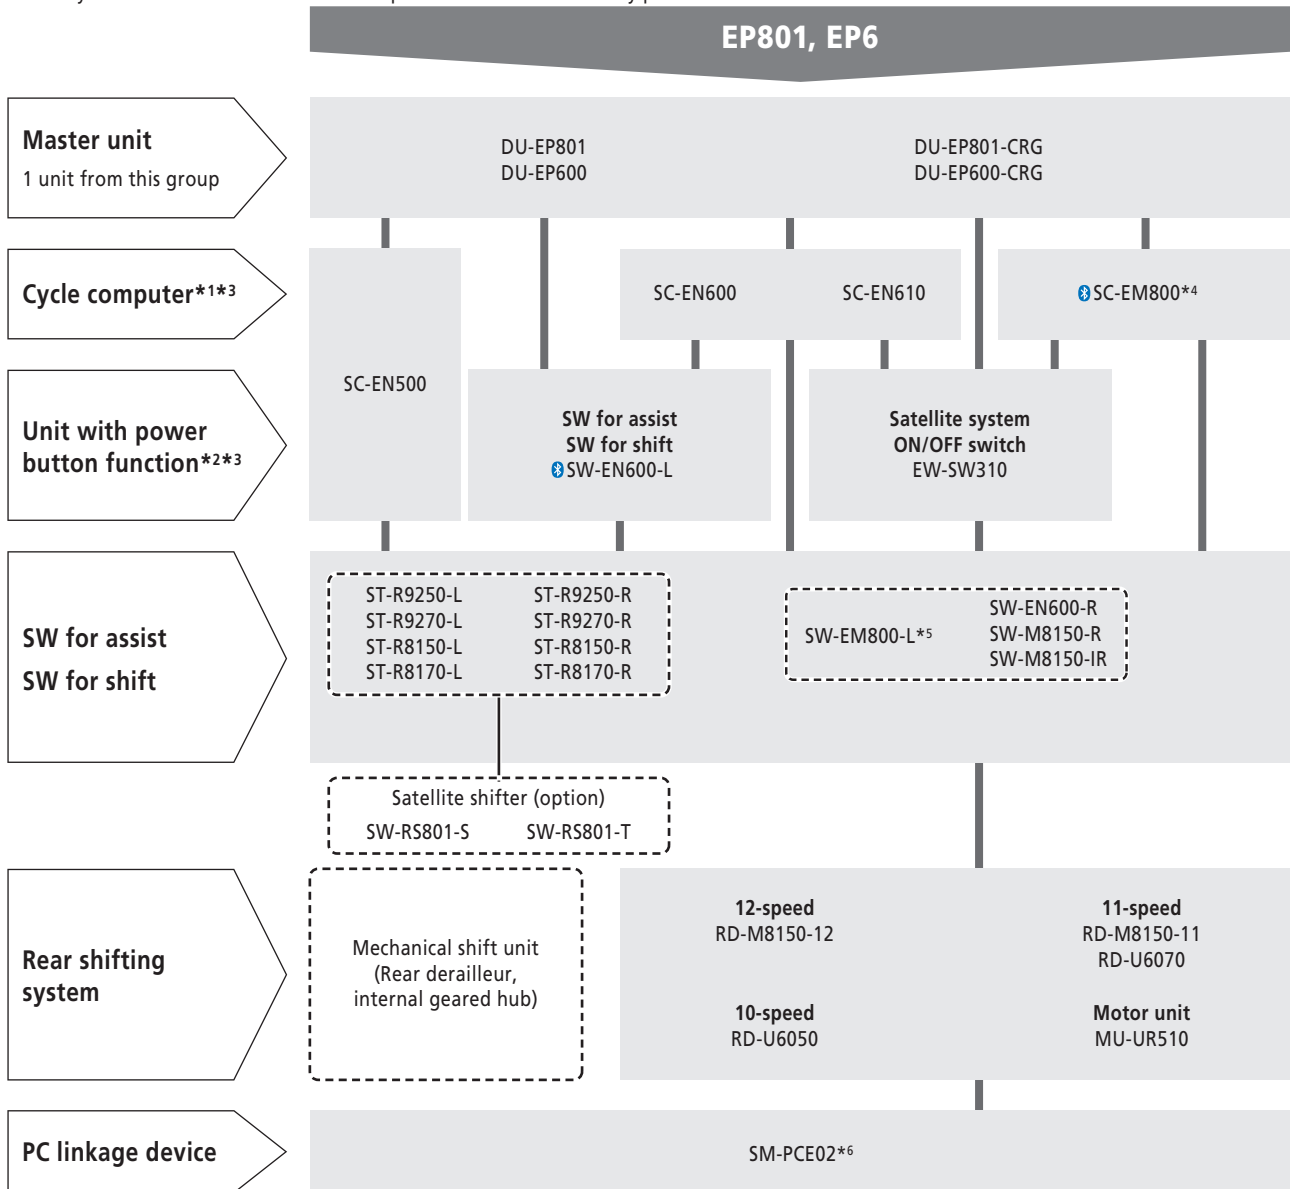 EP801, EP6
Master unit
1 unit from this group
DU-EP801
DU-EP600
DU-EP801-CRG
DU-EP600-CRG
Cycle computer*1*3
SC-EN600
SC-EN610
SC-EM800*4
SC-EN500
Unit with power
button function*2*3
SW for assist
SW for shift
SW-EN600-L
Satellite system
ON/OFF switch
EW-SW310
SW for assist
SW for shift
ST-R9250-L
ST-R9270-L
ST-R8150-L
ST-R8170-L
ST-R9250-R
ST-R9270-R
ST-R8150-R
ST-R8170-R
SW-EM800-L*5
SW-EN600-R
SW-M8150-R
SW-M8150-IR
Satellite shifter (option)
SW-RS801-S
SW-RS801-T
Rear shifting
system
Mechanical shift unit
(Rear derailleur,
internal geared hub)
12-speed
RD-M8150-12
11-speed
RD-M8150-11
RD-U6070
10-speed
RD-U6050
Motor unit
MU-UR510
PC linkage device
SM-PCE02*6